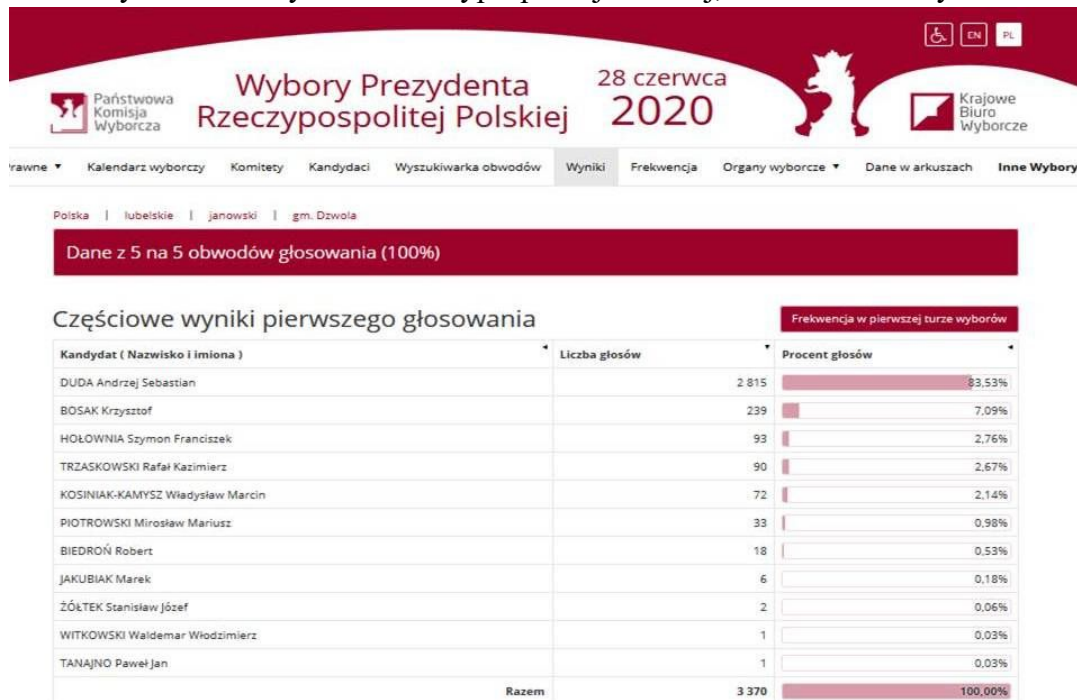 EN PL
Państwowa
Komisja
Wyborcza
Wybory Prezydenta
Rzeczypospolitej Polskiej
28 czerwca
2020
Krajowe
Biuro
Wyborcze
Kalendarz wyborczy Komitety Kandydaci Wyszukiwarka obwodów Wyniki Frekwencja Organy wyborcze ▼ Dane w arkuszach Inne Wybory
Polska | lubelskie | janowski | gm. Dzwola
Dane z 5 na 5 obwodów głosowania (100%)
Częściowe wyniki pierwszego głosowania
Frekwencja w pierwszej turze wyborów
Kandydat ( Nazwisko i imiona ) Liczba głosów Procent głosów
DUDA Andrzej Sebastian 2 815 83,53%
BOSAK Krzysztof 239 7,09%
HOŁOWNIA Szymon Franciszek 93 2,76%
TRZASKOWSKI Rafał Kazimierz 90 2,67%
KOSINIAK-KAMYSZ Władysław Marcin 72 2,14%
PIOTROWSKI Mirosław Mariusz 33 0,98%
BIEDROŃ Robert 18 0,53%
JAKUBIAK Marek 6 0,18%
ŻÓŁTEK Stanisław Józef 2 0,06%
WITKOWSKI Waldemar Włodzimierz 1 0,03%
TANAJNO Paweł Jan 1 0,03%
Razem 3 370 100,00%